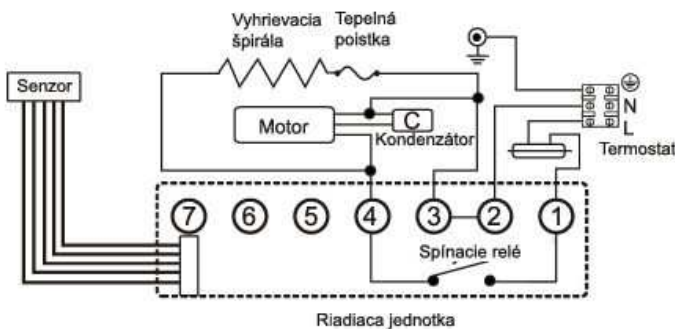 Vyhrievacia
špirála
Tepelná
poistka
Senzor
Motor
C
Kondenzátor
N
L
Termostat
7
6
5
4
3
2
1
Spínacie relé
Riadiaca jednotka